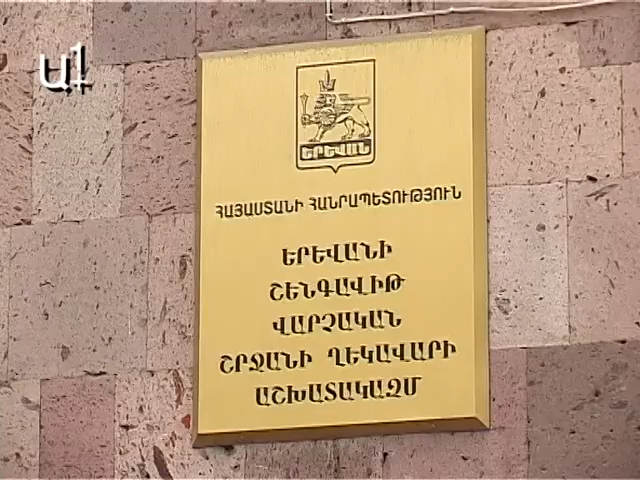 ա1
ԵՐԵՎԱՆ
ՀԱՅԱՍՏԱՆԻ ՀԱՆՐԱՊԵՏՈՒԹՅՈՒՆ
ԵՐԵՎԱՆԻ
ՇԵՆԳԱՎԻԹ
ՎԱՐՉԱԿԱՆ
ՇՐՋԱՆԻ ՂԵԿԱՎԱՐԻ
ԱՇԽԱՏԱԿԱԶՄ